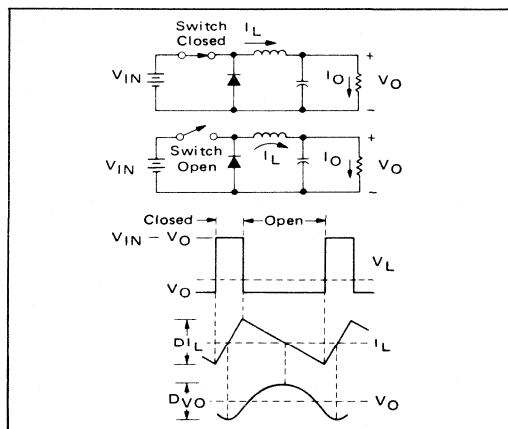 Switch
Closed
I_L
V_IN
I_O
+
V_O
−
Switch
Open
V_IN
I_L
I_O
+
V_O
−
Closed
Open
V_IN − V_O
V_L
V_O
DI_L
I_L
D_VO
V_O